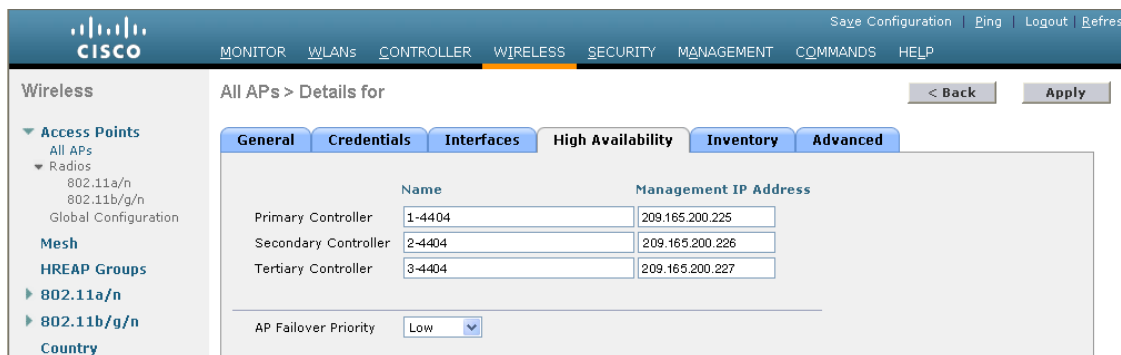 Save Configuration | Ping | Logout | Refres
CISCO
MONITOR WLANs CONTROLLER WIRELESS SECURITY MANAGEMENT COMMANDS HELP
Wireless
All APs > Details for
< Back
Apply
Access Points
All APs
Radios
802.11a/n
802.11b/g/n
Global Configuration
Mesh
HREAP Groups
802.11a/n
802.11b/g/n
Country
General Credentials Interfaces High Availability Inventory Advanced
Name Management IP Address
Primary Controller 1-4404 209.165.200.225
Secondary Controller 2-4404 209.165.200.226
Tertiary Controller 3-4404 209.165.200.227
AP Failover Priority Low